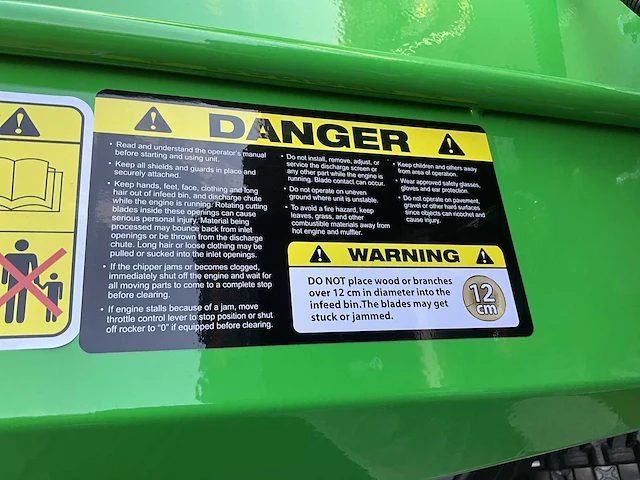 DANGER
• Read and understand the operator's manual
before starting and using unit.
• Keep all shields and guards in place and
securely attachnd.
• Keep hands, feet, face, clothing and long
hair out of infeed bin, and discharge chute
while the engine is running. Rotating cutting
blades inside these openings can cause
serious personal injury. Material being
processed may bounce back from inlet
openings or be thrown from the discharge
chute. Long hair or loose clothing may be
pulled or sucked into the inlet openings.
• If the chipper jams or becomes clogged,
immediately shut off the engine and wait for
all moving parts to come to a complete stop
before clearing.
• If engine stalls because of a jam, move
throttle control lever to stop position or shut
off rocker to "0" if equipped before clearing.
• Do not install, remove, adjust, or
service the discharge screen or
any other part while the engine is
running. Blade contact can occur.
• Do not operate on uneven
ground where unit is unstable.
• To avoid a fire hazard, keep
leaves, grass, and other
combustible materials away from
hot engine and muffler.
• Keep children and others away
from area of operation.
• Wear approved safety glasses,
gloves and ear protection.
• Do not operate on pavement,
gravel or other hard surfaces,
since objects can ricochet and
cause injury.
WARNING
DO NOT place wood or branches
over 12 cm in diameter into the
infeed bin.The blades may get
stuck or jammed.
12
cm